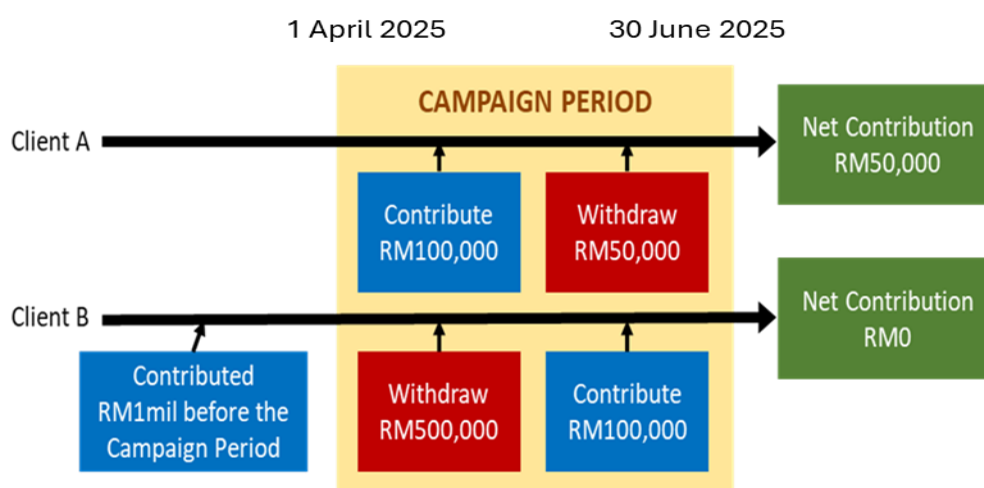 1 April 2025
30 June 2025
CAMPAIGN PERIOD
Client A
Contribute
RM100,000
Withdraw
RM50,000
Net Contribution
RM50,000
Client B
Contributed
RM1mil before the
Campaign Period
Withdraw
RM500,000
Contribute
RM100,000
Net Contribution
RM0